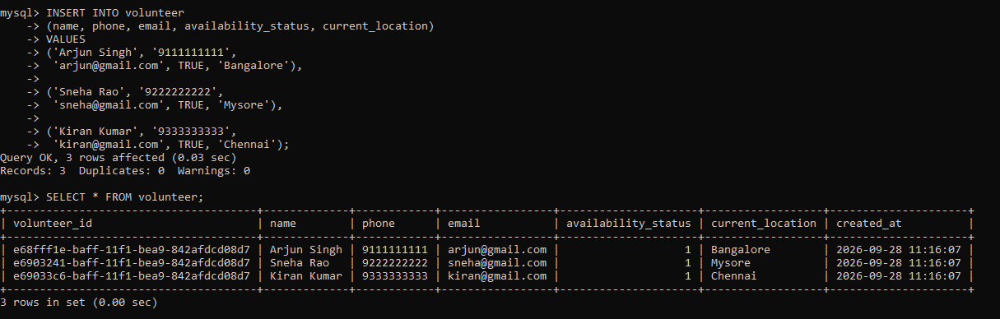 mysql> INSERT INTO volunteer
    -> (name, phone, email, availability_status, current_location)
    -> VALUES
    -> ('Arjun Singh', '9111111111',
    ->  'arjun@gmail.com', TRUE, 'Bangalore'),
    ->
    -> ('Sneha Rao', '9222222222',
    ->  'sneha@gmail.com', TRUE, 'Mysore'),
    ->
    -> ('Kiran Kumar', '9333333333',
    ->  'kiran@gmail.com', TRUE, 'Chennai');
Query OK, 3 rows affected (0.03 sec)
Records: 3  Duplicates: 0  Warnings: 0

mysql> SELECT * FROM volunteer;
+--------------------------------------+-------------+------------+-----------------+---------------------+------------------+---------------------+
| volunteer_id                         | name        | phone      | email           | availability_status | current_location | created_at          |
+--------------------------------------+-------------+------------+-----------------+---------------------+------------------+---------------------+
| e68fff1e-baff-11f1-bea9-842afdcd08d7 | Arjun Singh | 9111111111 | arjun@gmail.com |                   1 | Bangalore        | 2026-09-28 11:16:07 |
| e6903241-baff-11f1-bea9-842afdcd08d7 | Sneha Rao   | 9222222222 | sneha@gmail.com |                   1 | Mysore           | 2026-09-28 11:16:07 |
| e69033c6-baff-11f1-bea9-842afdcd08d7 | Kiran Kumar | 9333333333 | kiran@gmail.com |                   1 | Chennai          | 2026-09-28 11:16:07 |
+--------------------------------------+-------------+------------+-----------------+---------------------+------------------+---------------------+
3 rows in set (0.00 sec)